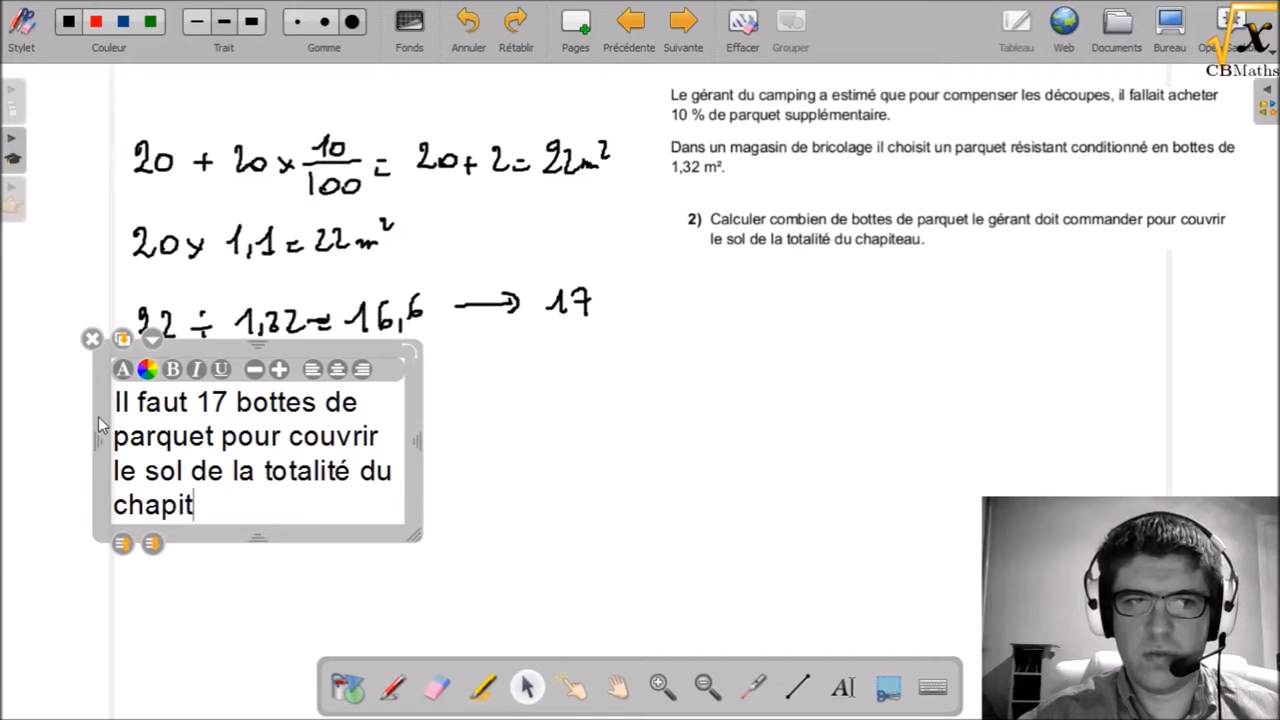 Stylet Couleur Trait Gomme Fonds Annuler Rétablir Pages Précédente Suivante Effacer Grouper Tableau Web Documents Bureau
√x
CBMaths
Le gérant du camping a estimé que pour compenser les découpes, il fallait acheter
10 % de parquet supplémentaire.
Dans un magasin de bricolage il choisit un parquet résistant conditionné en bottes de
1,32 m².
2) Calculer combien de bottes de parquet le gérant doit commander pour couvrir
le sol de la totalité du chapiteau.
20 + 20 × 10/100 = 20 + 2 = 22 m²
20 × 1,1 = 22 m²
22 ÷ 1,32 = 16,6 → 17
A B I U
Il faut 17 bottes de
parquet pour couvrir
le sol de la totalité du
chapit
AI